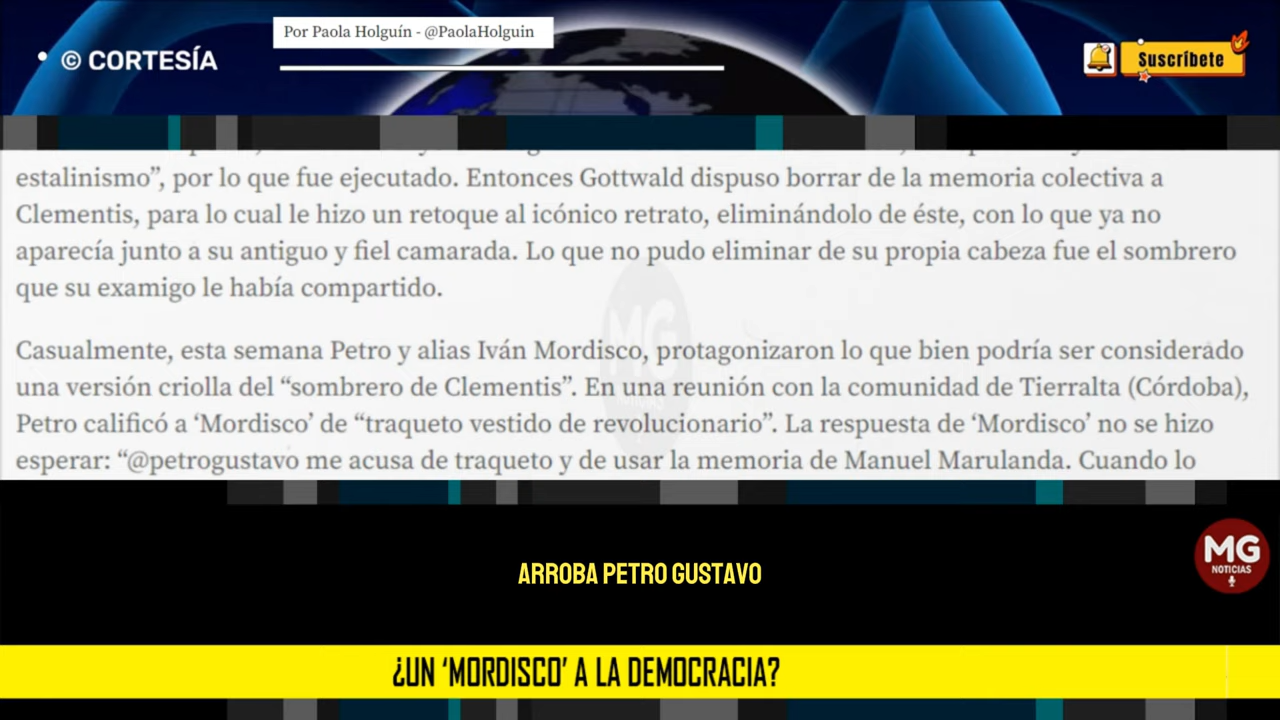 Por Paola Holguín - @PaolaHolguin
© CORTESÍA
Suscríbete
estalinismo”, por lo que fue ejecutado. Entonces Gottwald dispuso borrar de la memoria colectiva a
Clementis, para lo cual le hizo un retoque al icónico retrato, eliminándolo de éste, con lo que ya no
aparecía junto a su antiguo y fiel camarada. Lo que no pudo eliminar de su propia cabeza fue el sombrero
que su examigo le había compartido.
Casualmente, esta semana Petro y alias Iván Mordisco, protagonizaron lo que bien podría ser considerado
una versión criolla del “sombrero de Clementis”. En una reunión con la comunidad de Tierralta (Córdoba),
Petro calificó a ‘Mordisco’ de “traqueto vestido de revolucionario”. La respuesta de ‘Mordisco’ no se hizo
esperar: “@petrogustavo me acusa de traqueto y de usar la memoria de Manuel Marulanda. Cuando lo
ARROBA PETRO GUSTAVO
MG
NOTICIAS
¿UN ‘MORDISCO’ A LA DEMOCRACIA?